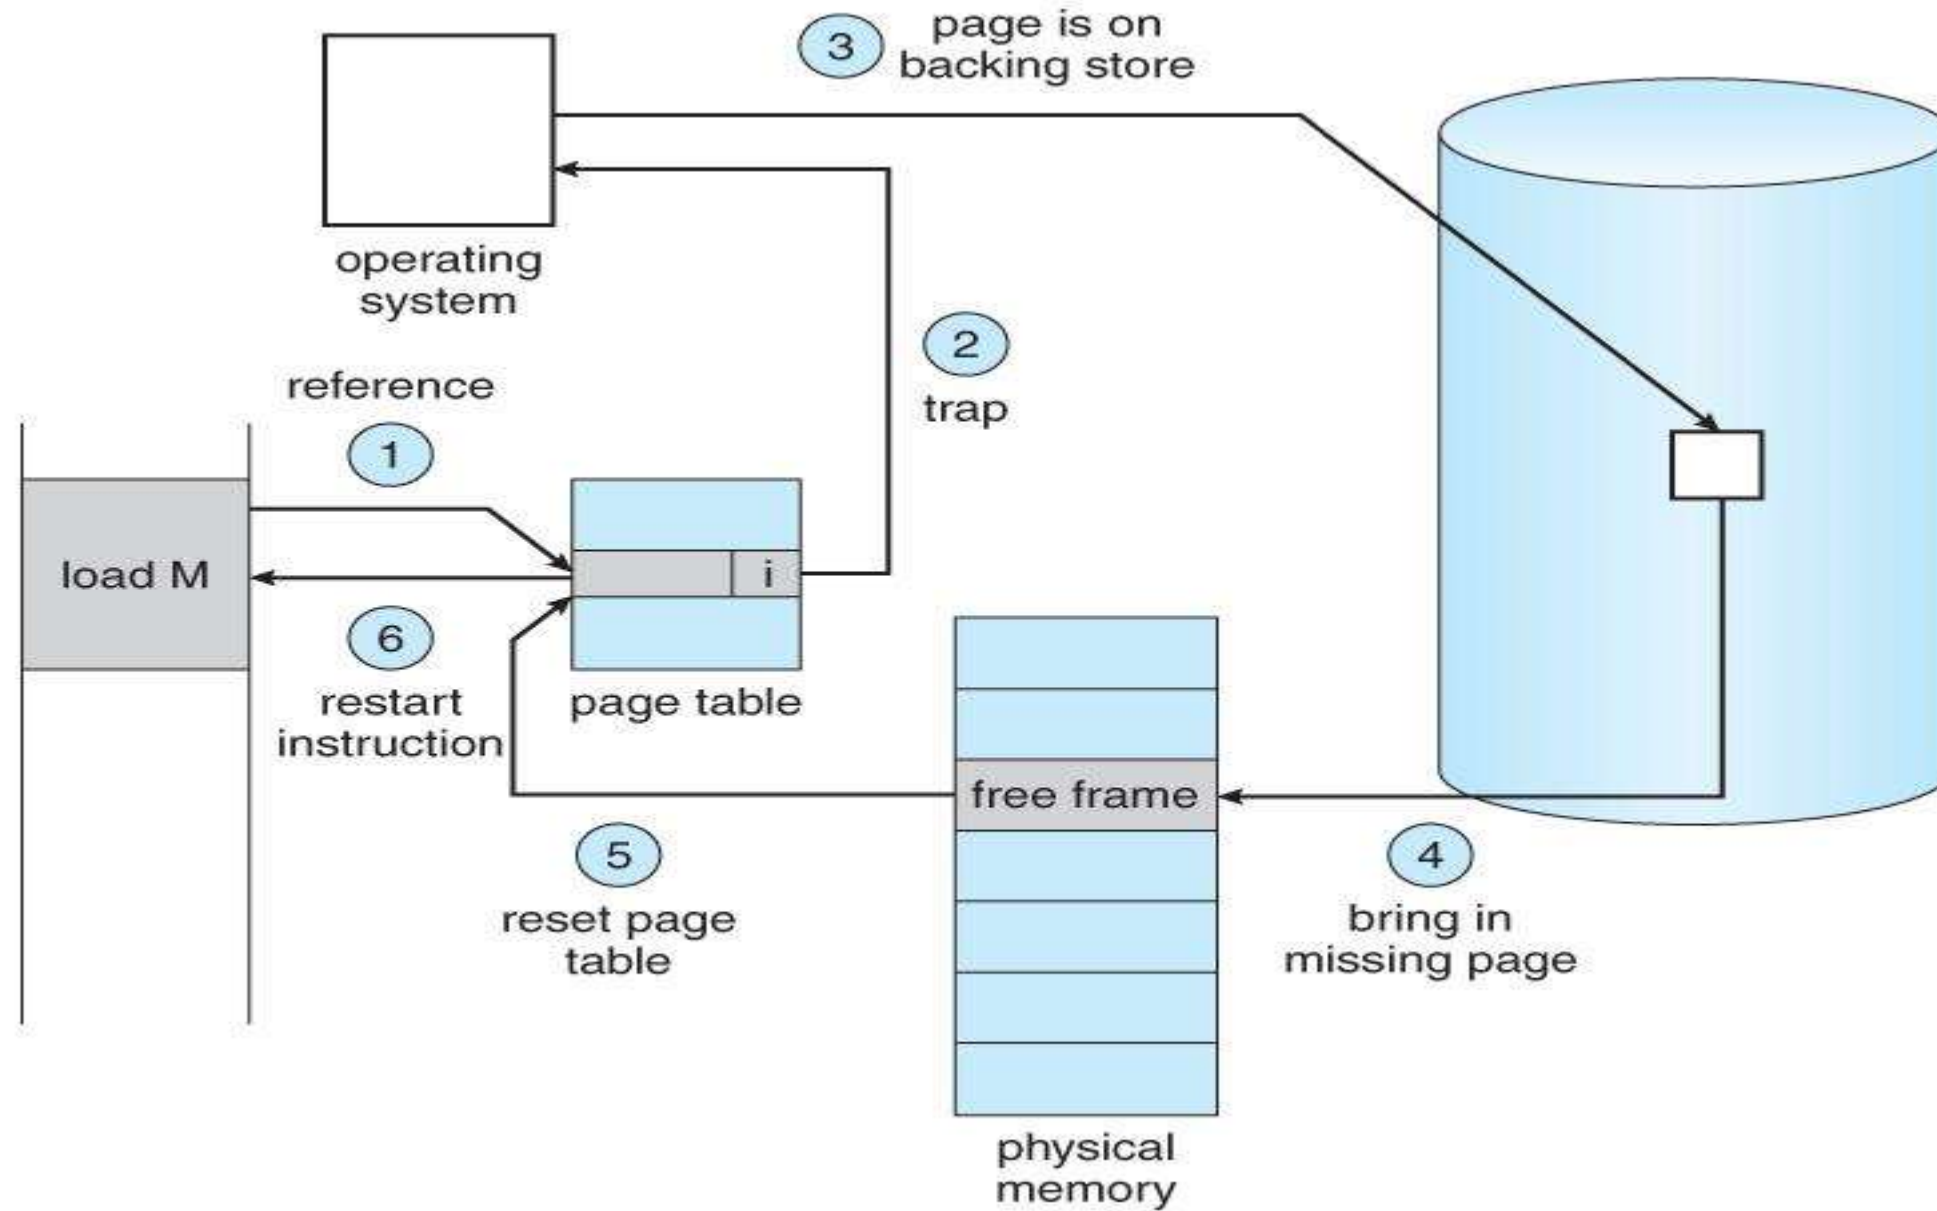 3
page is on
backing store
operating
system
2
trap
reference
1
load M
i
6
restart
instruction
page table
free frame
5
reset page
table
4
bring in
missing page
physical
memory